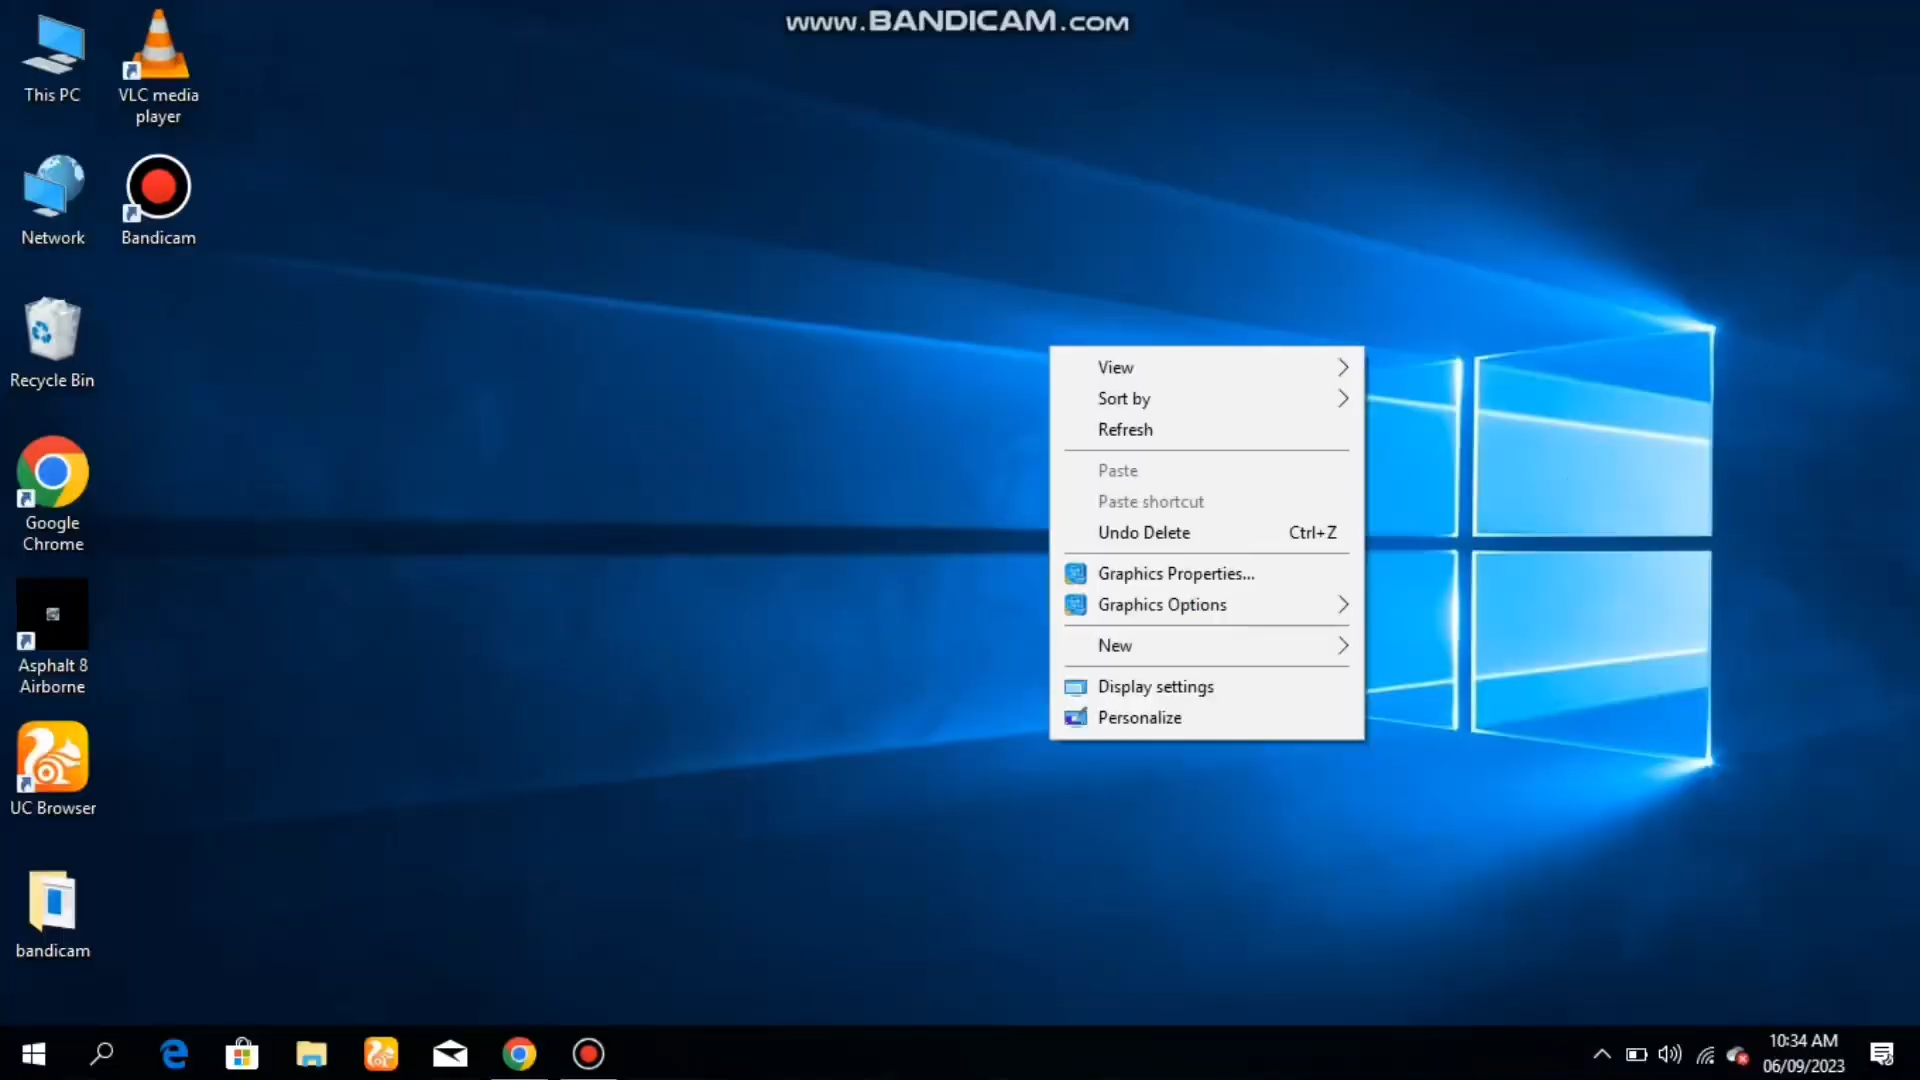 www.BANDICAM.com
This PC
VLC media
player
Network
Bandicam
Recycle Bin
Google
Chrome
Asphalt 8
Airborne
UC Browser
bandicam
View
Sort by
Refresh
Paste
Paste shortcut
Undo Delete Ctrl+Z
Graphics Properties...
Graphics Options
New
Display settings
Personalize
10:34 AM
06/09/2023